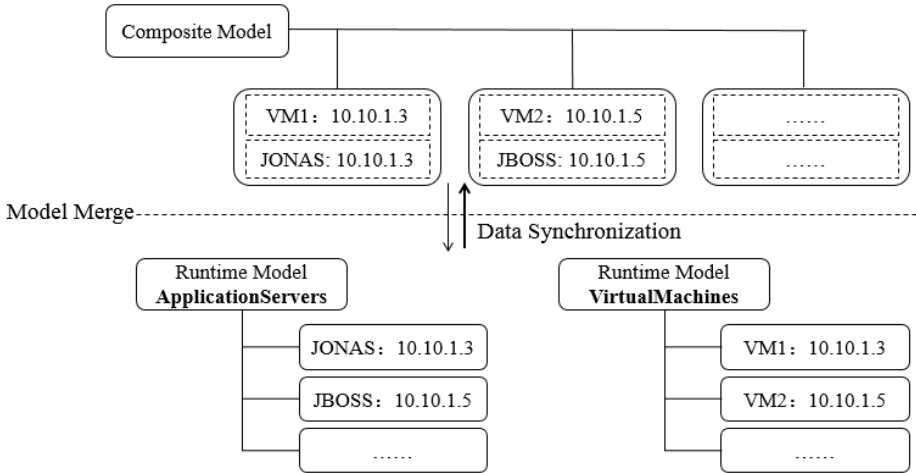 Composite Model
VM1：10.10.1.3
JONAS: 10.10.1.3
VM2：10.10.1.5
JBOSS: 10.10.1.5
......
......
Model Merge
Data Synchronization
Runtime Model
ApplicationServers
JONAS：10.10.1.3
JBOSS：10.10.1.5
......
Runtime Model
VirtualMachines
VM1：10.10.1.3
VM2：10.10.1.5
......